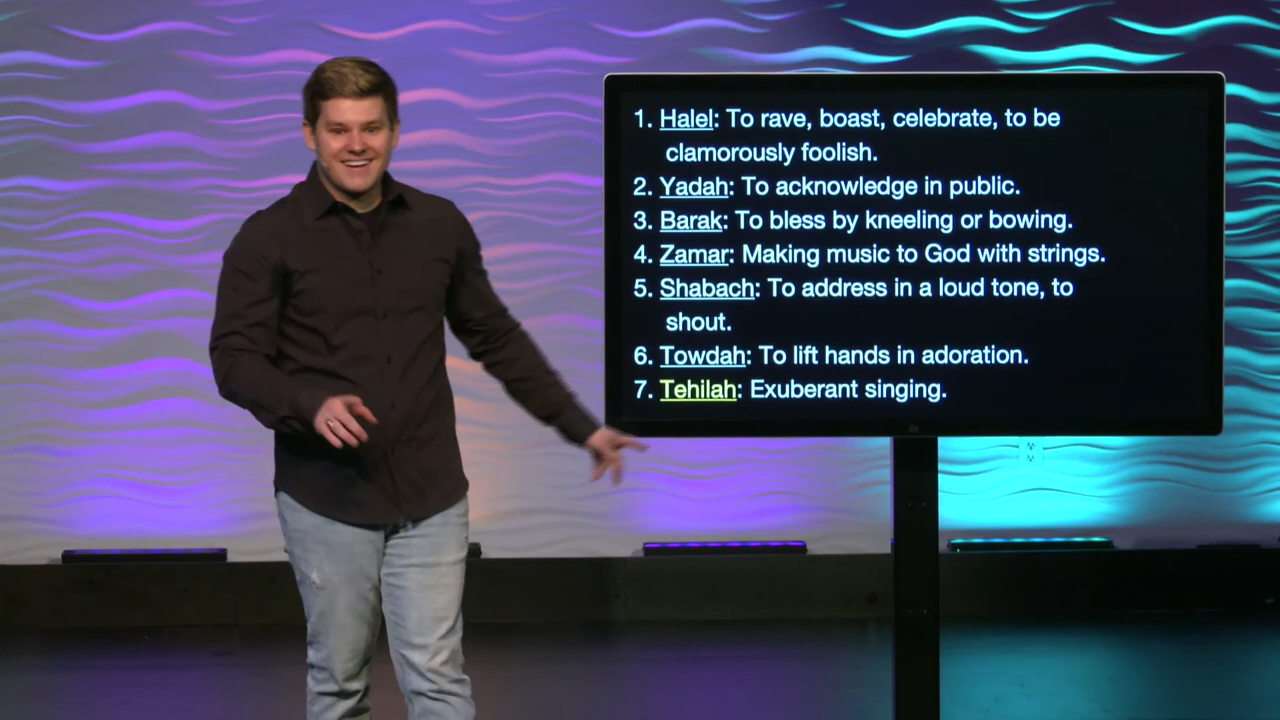 1. Halel: To rave, boast, celebrate, to be
clamorously foolish.
2. Yadah: To acknowledge in public.
3. Barak: To bless by kneeling or bowing.
4. Zamar: Making music to God with strings.
5. Shabach: To address in a loud tone, to
shout.
6. Towdah: To lift hands in adoration.
7. Tehilah: Exuberant singing.